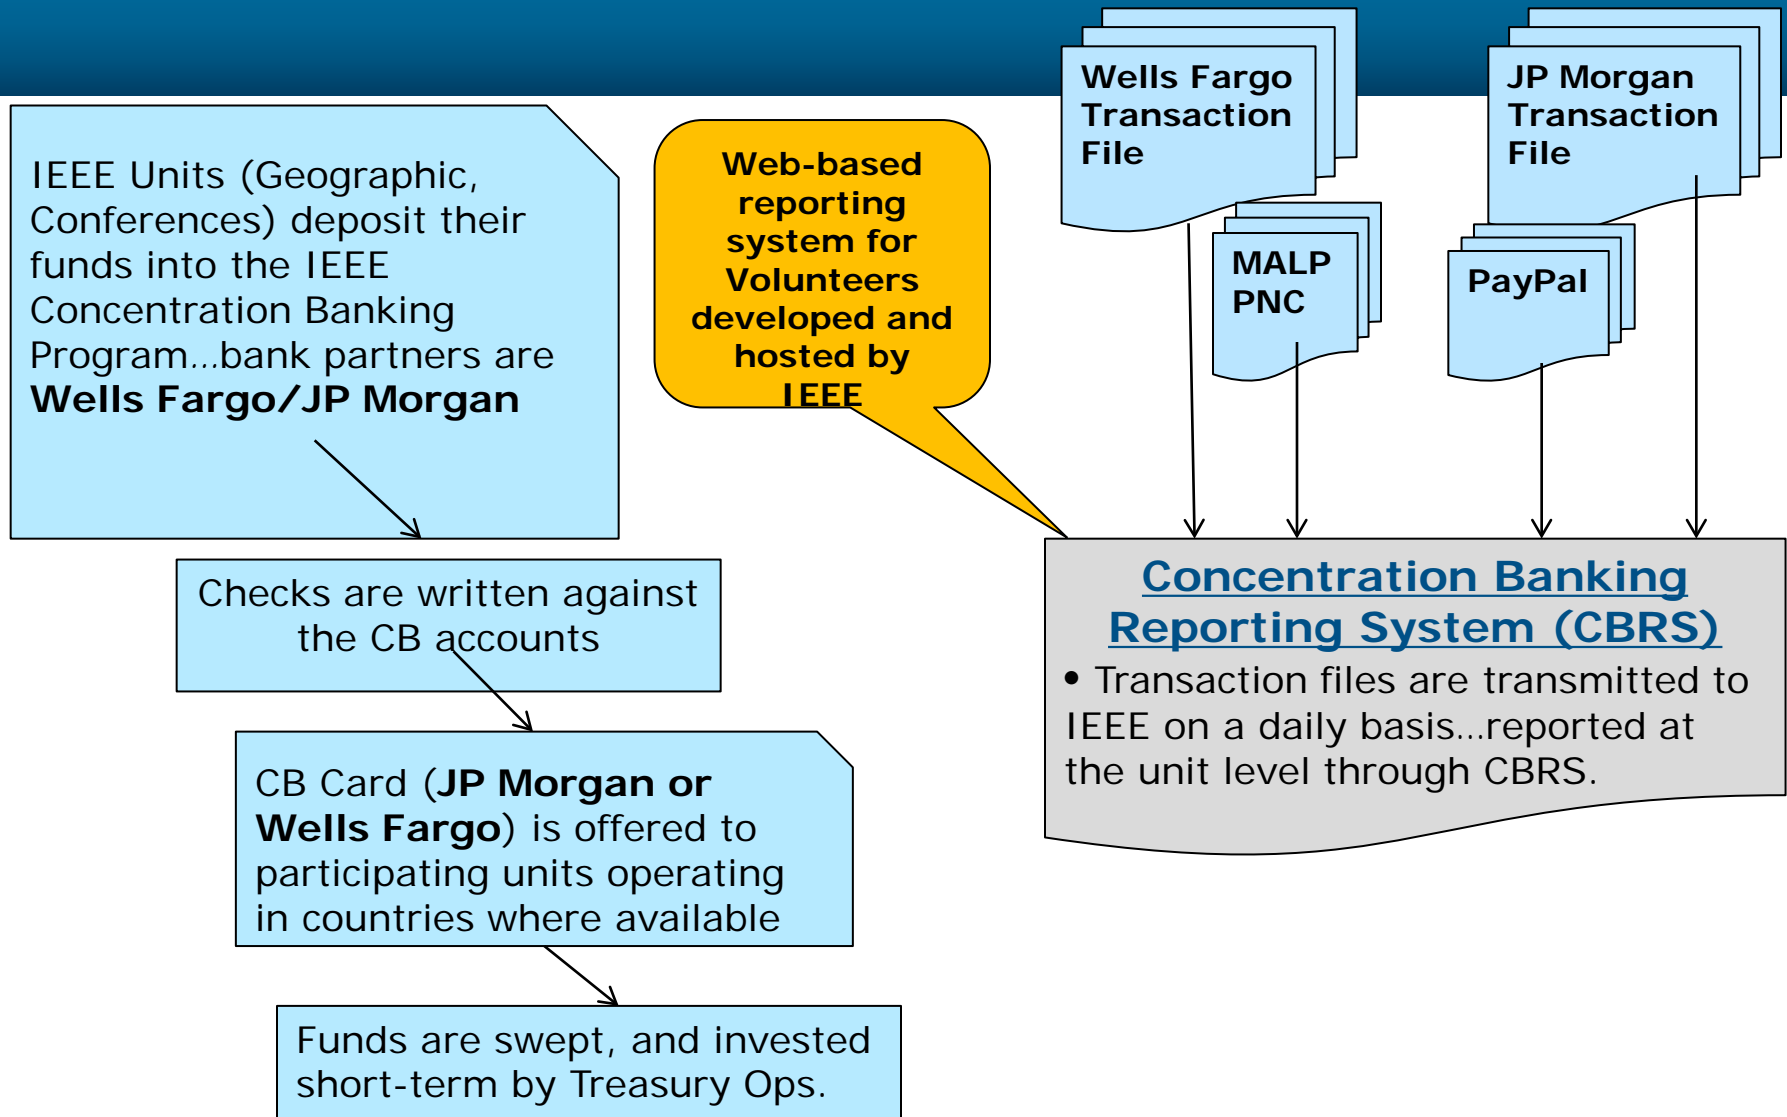 IEEE Units (Geographic,
Conferences) deposit their
funds into the IEEE
Concentration Banking
Program...bank partners are
Wells Fargo/JP Morgan
Checks are written against
the CB accounts
CB Card (JP Morgan or
Wells Fargo) is offered to
participating units operating
in countries where available
Funds are swept, and invested
short-term by Treasury Ops.
Web-based
reporting
system for
Volunteers
developed and
hosted by
IEEE
Wells Fargo
Transaction
File
MALP
PNC
JP Morgan
Transaction
File
PayPal
Concentration Banking
Reporting System (CBRS)
• Transaction files are transmitted to
IEEE on a daily basis...reported at
the unit level through CBRS.